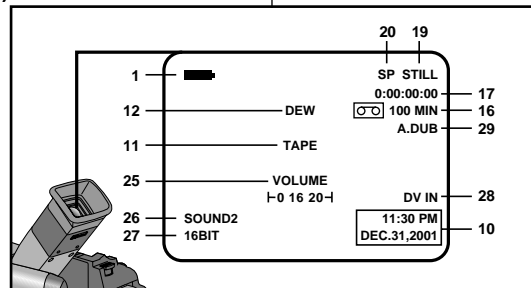 20 19
1 SP STILL
0:00:00:00 17
12 DEW 100 MIN 16
A.DUB 29
11 TAPE
25 VOLUME
0 16 20
DV IN 28
26 SOUND2 11:30 PM
27 16BIT DEC.31,2001 10